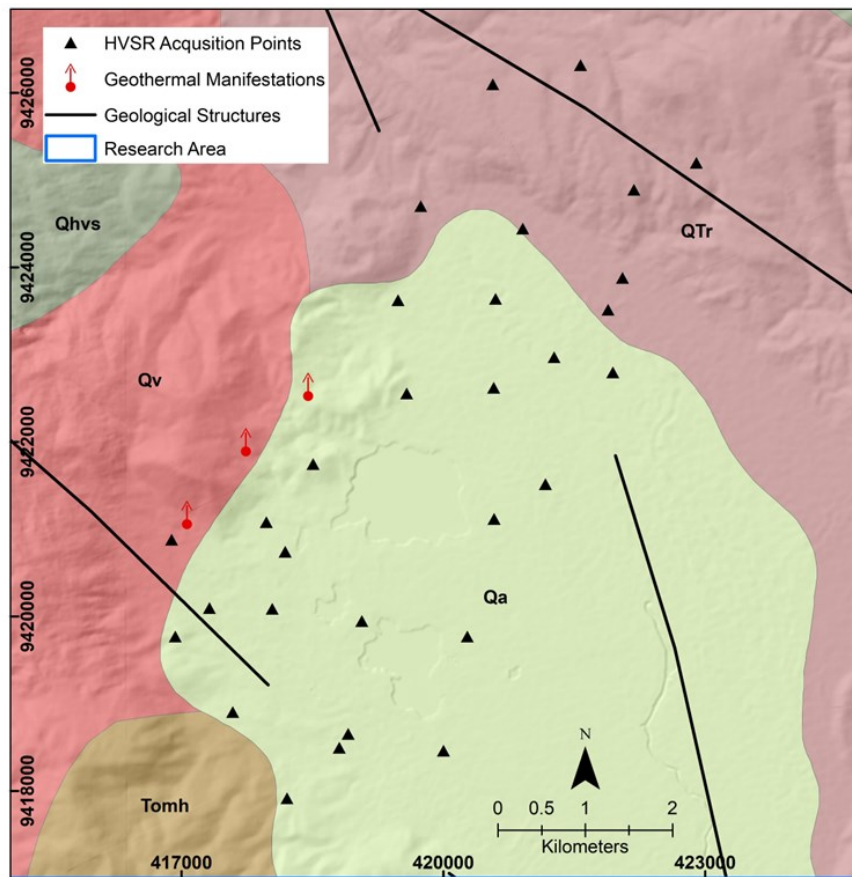 HVSR Acqusition Points
Geothermal Manifestations
Geological Structures
Research Area
9426000
9424000
9422000
9420000
9418000
Qhvs
QTr
Qv
Qa
Tomh
N
0 0.5 1 2
Kilometers
417000 420000 423000